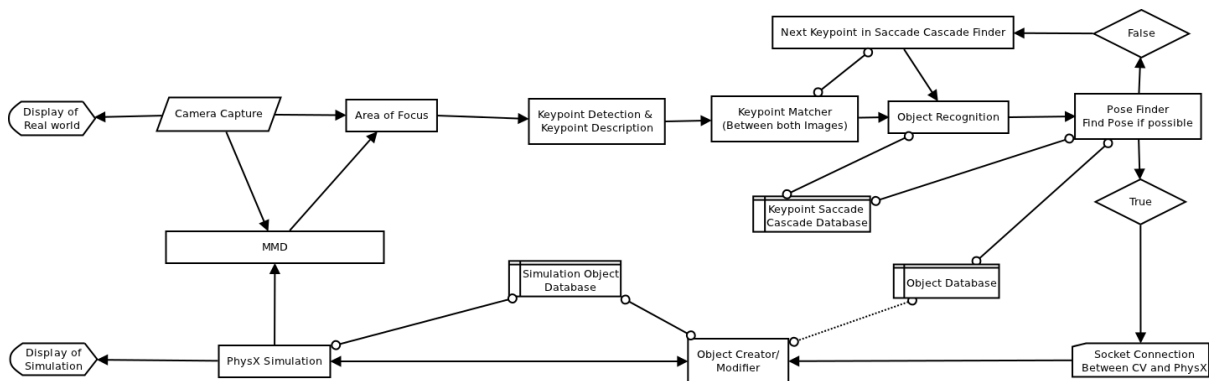 Next Keypoint in Saccade Cascade Finder
False
Display of
Real world
Camera Capture
Area of Focus
Keypoint Detection &
Keypoint Description
Keypoint Matcher
(Between both Images)
Object Recognition
Pose Finder
Find Pose if possible
Keypoint Saccade
Cascade Database
True
MMD
Simulation Object
Database
Object Database
Display of
Simulation
PhysX Simulation
Object Creator/
Modifier
Socket Connection
Between CV and PhysX